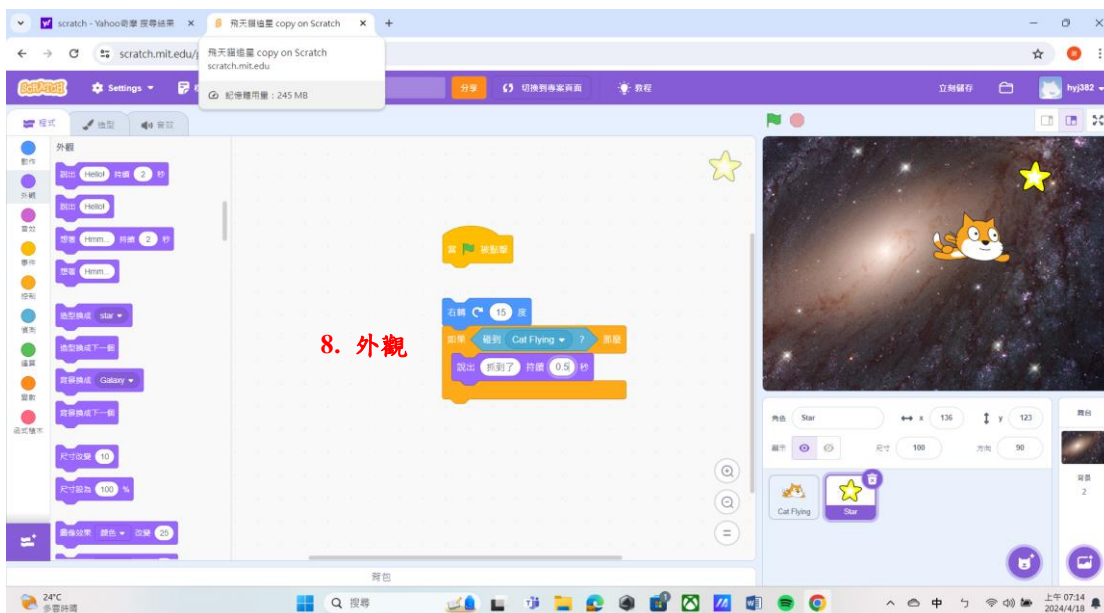 scratch - Yahoo奇摩 搜尋結果
飛天貓追星 copy on Scratch
scratch.mit.edu/p
飛天貓追星 copy on Scratch
scratch.mit.edu
記憶體用量：245 MB
SCRATCH
Settings
分享
切換到專案頁面
教程
立刻儲存
hyj382
程式
造型
音效
動作
外觀
音效
事件
控制
偵測
運算
變數
函式積木
外觀
說出 Hello! 持續 2 秒
說出 Hello!
想著 Hmm... 持續 2 秒
想著 Hmm...
造型換成 star
造型換成下一個
背景換成 Galaxy
背景換成下一個
尺寸改變 10
尺寸設為 100 %
圖像效果 顏色 改變 25
當 被點擊
右轉 15 度
如果 碰到 Cat Flying ? 那麼
說出 抓到了 持續 0.5 秒
8. 外觀
角色 Star x 136 y 123
顯示 尺寸 100 方向 90
Cat Flying
Star
舞台
背景
2
背包
24°C
多雲時晴
搜尋
中
上午 07:14
2024/4/18